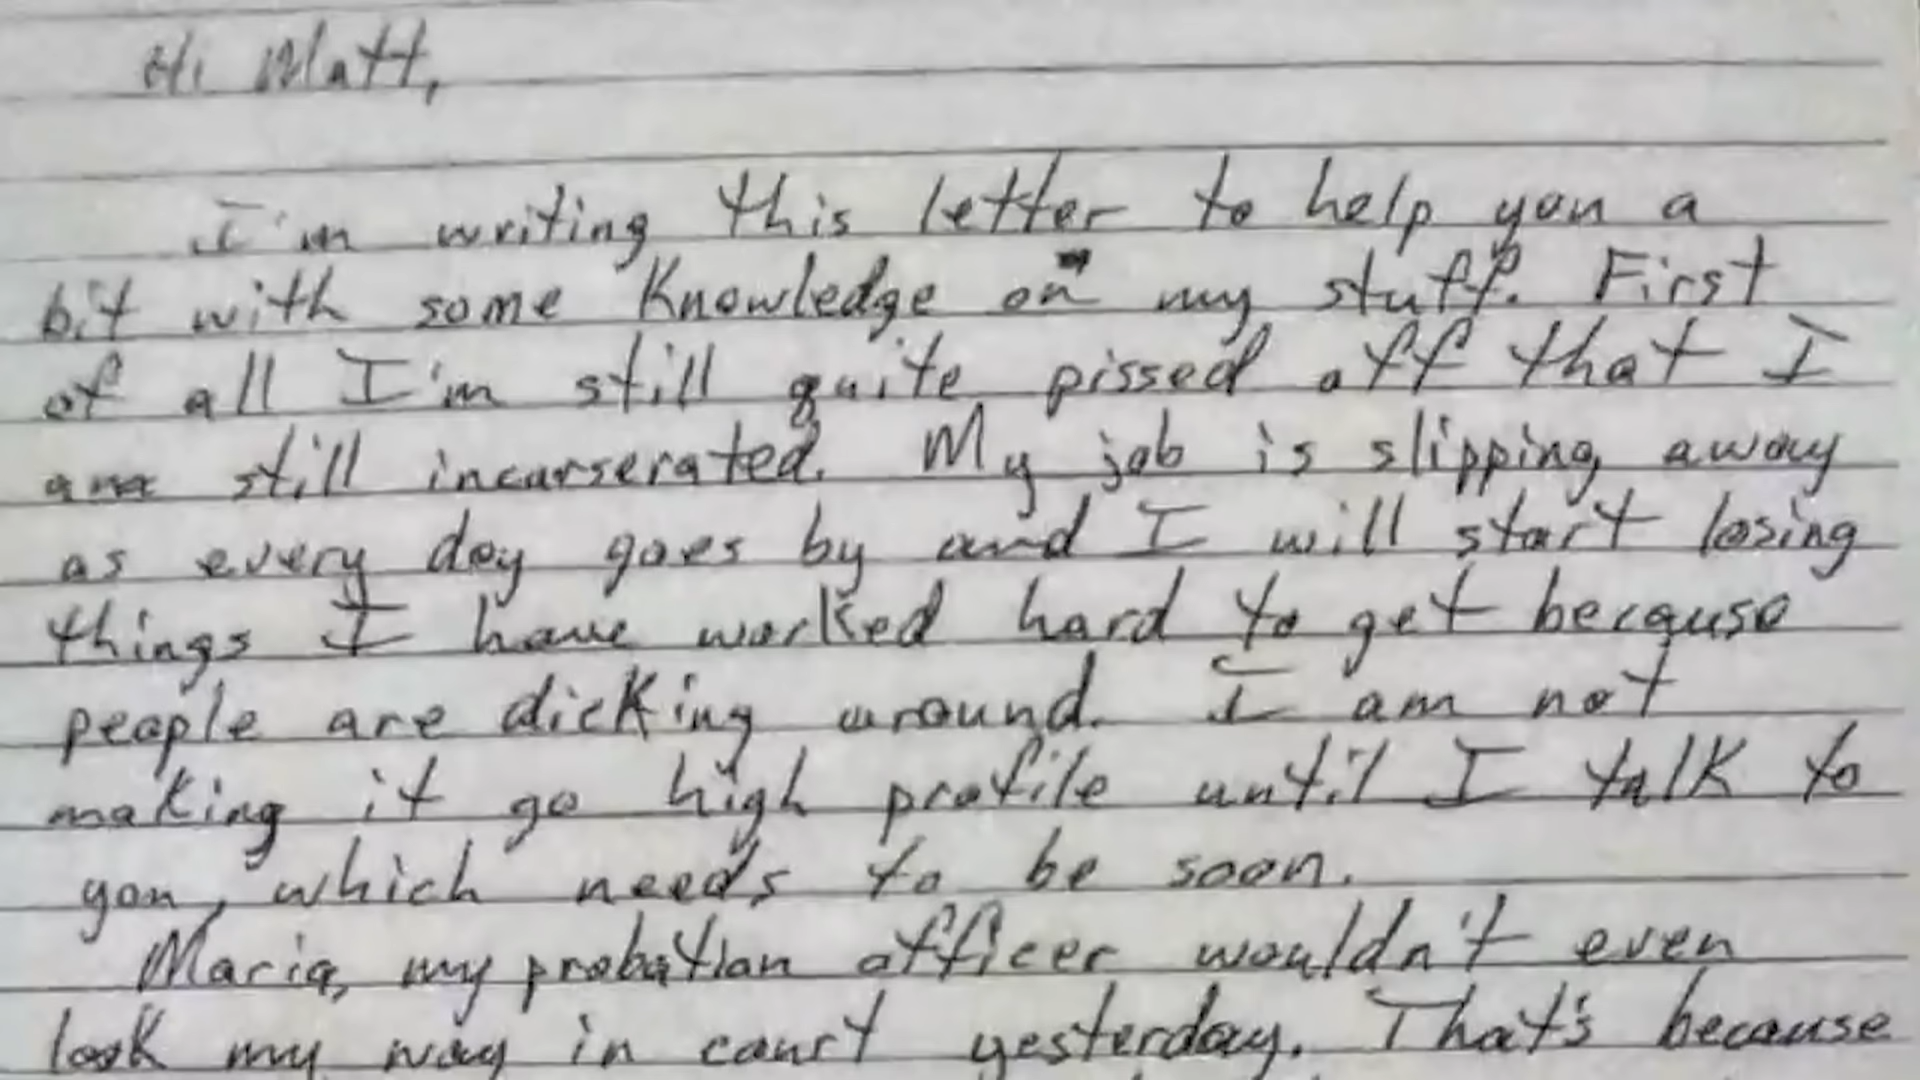 Hi Matt,
I'm writing this letter to help you a
bit with some knowledge on my stuff. First
of all I'm still quite pissed off that I
am still incarserated. My job is slipping away
as every day goes by and I will start losing
things I have worked hard to get because
people are dicking around. I am not
making it go high profile until I talk to
you, which needs to be soon.
Maria, my probation officer wouldn't even
look my way in court yesterday. That's because